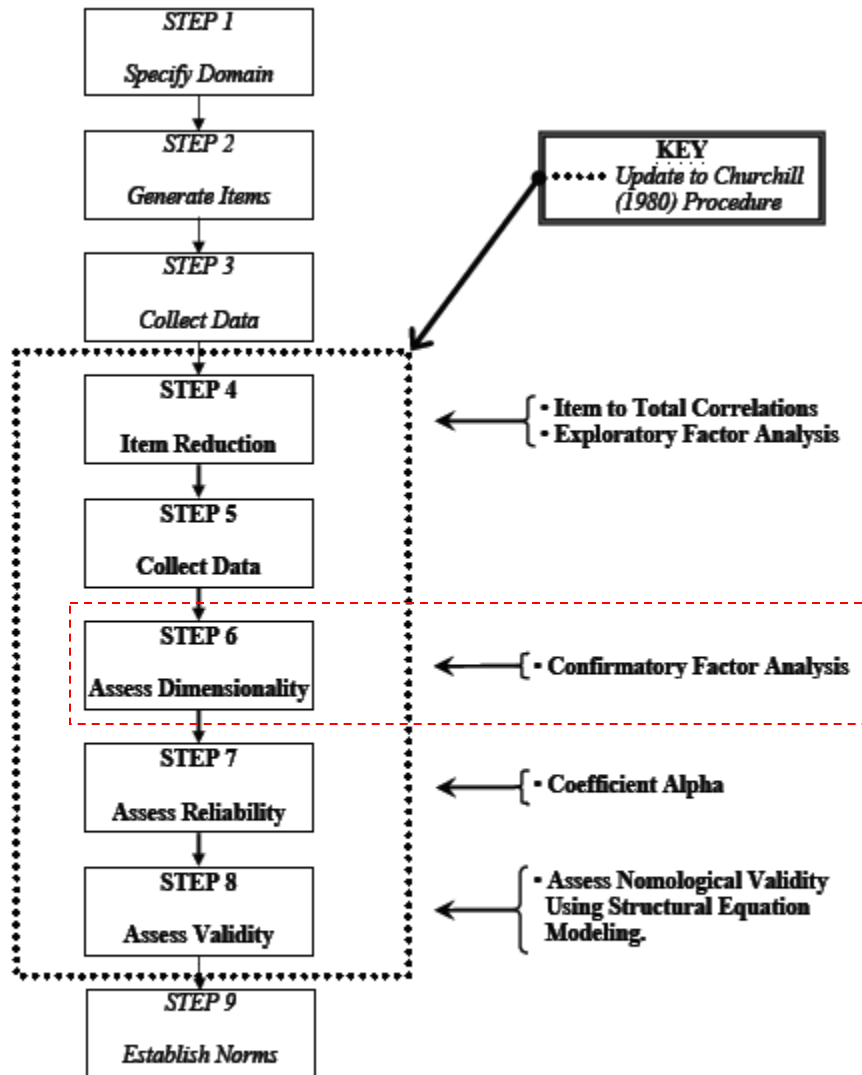 STEP 1
Specify Domain
STEP 2
Generate Items
KEY
Update to Churchill
(1980) Procedure
STEP 3
Collect Data
STEP 4
Item Reduction
• Item to Total Correlations
• Exploratory Factor Analysis
STEP 5
Collect Data
STEP 6
Assess Dimensionality
• Confirmatory Factor Analysis
STEP 7
Assess Reliability
• Coefficient Alpha
STEP 8
Assess Validity
• Assess Nomological Validity
Using Structural Equation
Modeling.
STEP 9
Establish Norms